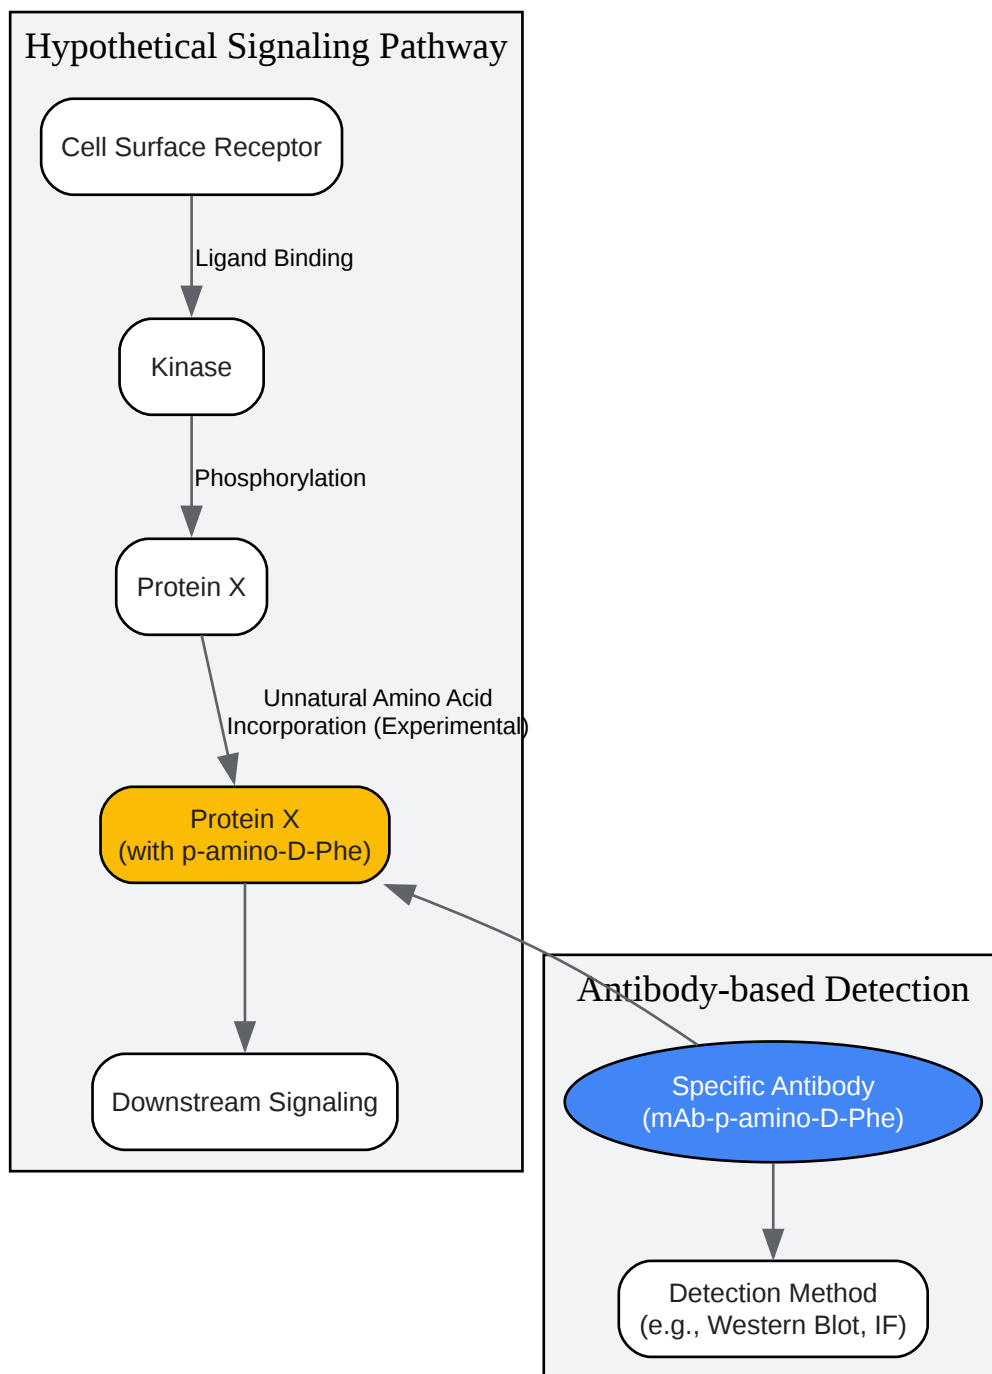 Hypothetical Signaling Pathway
Cell Surface Receptor
Ligand Binding
Kinase
Phosphorylation
Protein X
Unnatural Amino Acid
Incorporation (Experimental)
Protein X
(with p-amino-D-Phe)
Downstream Signaling
Antibody-based Detection
Specific Antibody
(mAb-p-amino-D-Phe)
Detection Method
(e.g., Western Blot, IF)